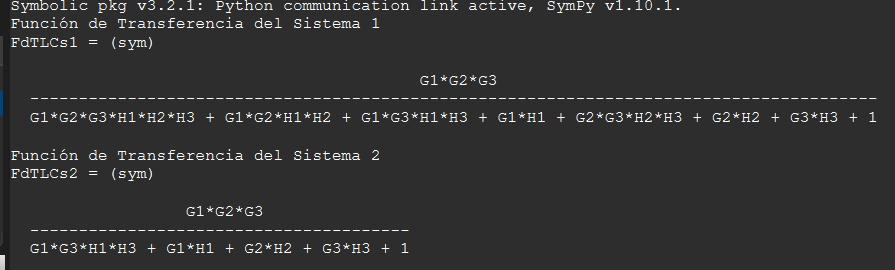 Symbolic pkg v3.2.1: Python communication link active, SymPy v1.10.1.
Función de Transferencia del Sistema 1
FdTLCs1 = (sym)
G1*G2*G3
--------------------------------------------------------------------------------------
G1*G2*G3*H1*H2*H3 + G1*G2*H1*H2 + G1*G3*H1*H3 + G1*H1 + G2*G3*H2*H3 + G2*H2 + G3*H3 + 1
Función de Transferencia del Sistema 2
FdTLCs2 = (sym)
G1*G2*G3
---------------------------------------
G1*G3*H1*H3 + G1*H1 + G2*H2 + G3*H3 + 1